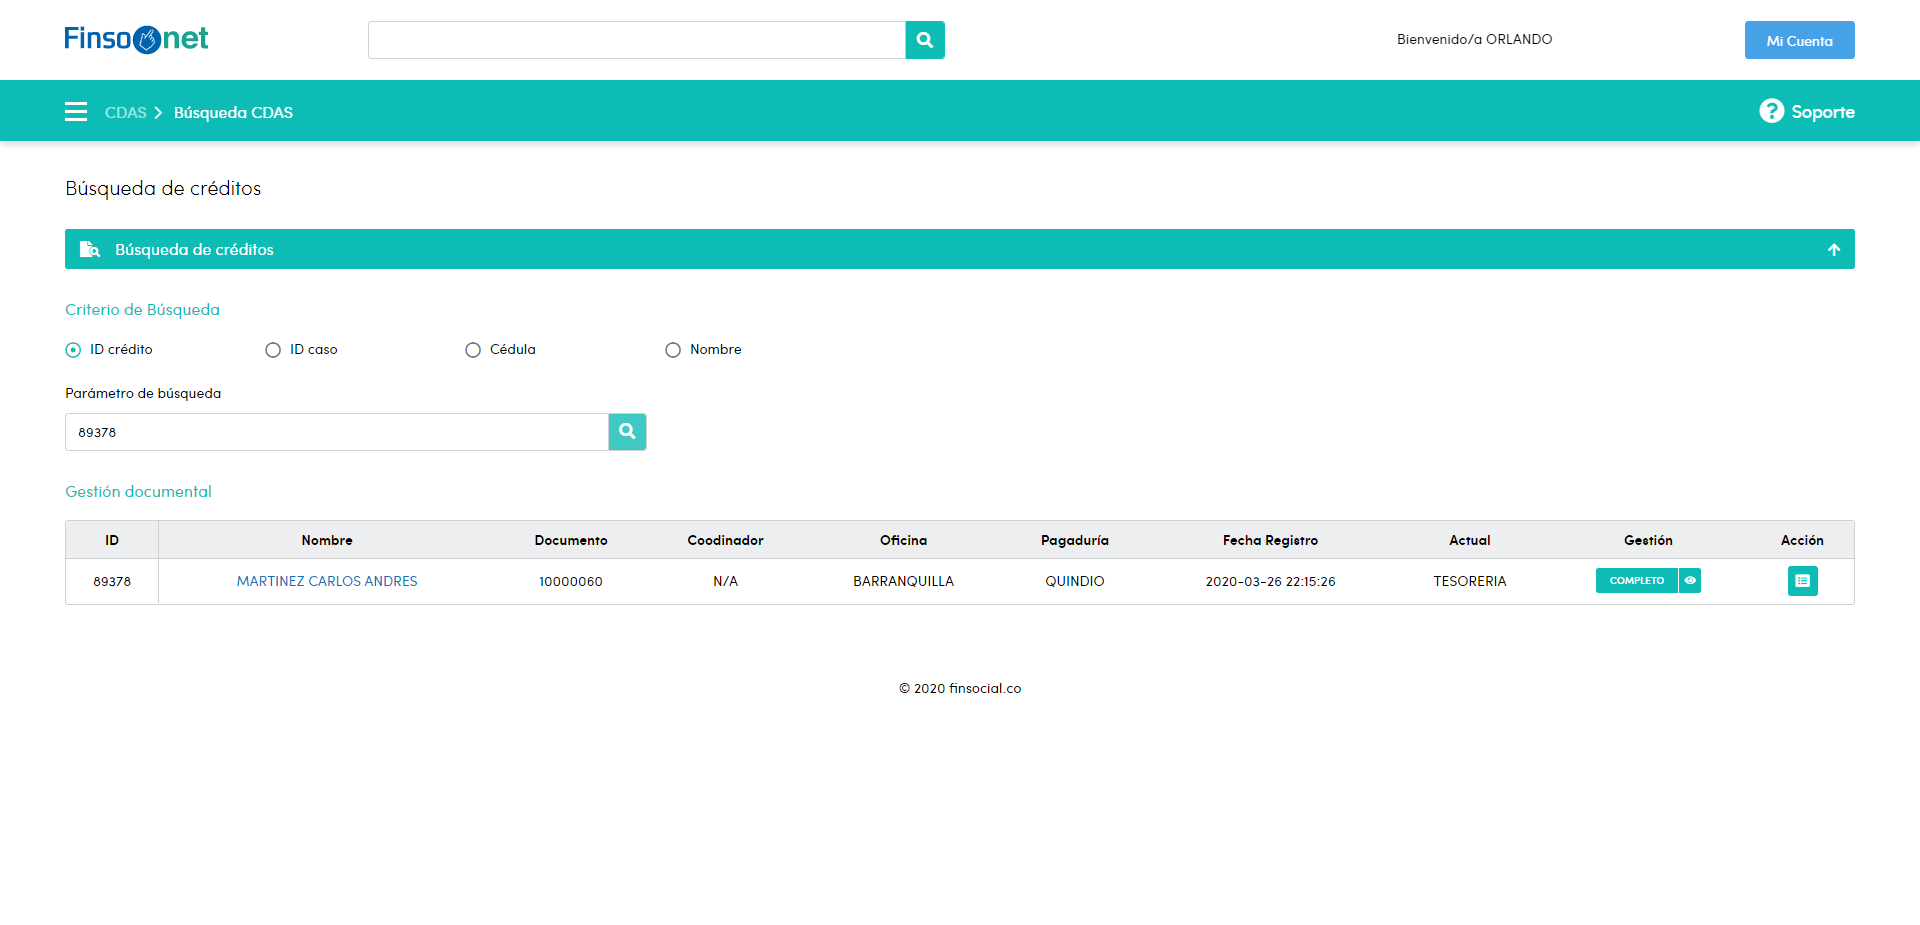 Finsonet
Bienvenido/a ORLANDO
Mi Cuenta
CDAS
Búsqueda CDAS
Soporte
Búsqueda de créditos
Búsqueda de créditos
Criterio de Búsqueda
ID crédito
ID caso
Cédula
Nombre
Parámetro de búsqueda
89378
Gestión documental
ID Nombre Documento Coodinador Oficina Pagaduría Fecha Registro Actual Gestión Acción
89378 MARTINEZ CARLOS ANDRES 10000060 N/A BARRANQUILLA QUINDIO 2020-03-26 22:15:26 TESORERIA COMPLETO
© 2020 finsocial.co